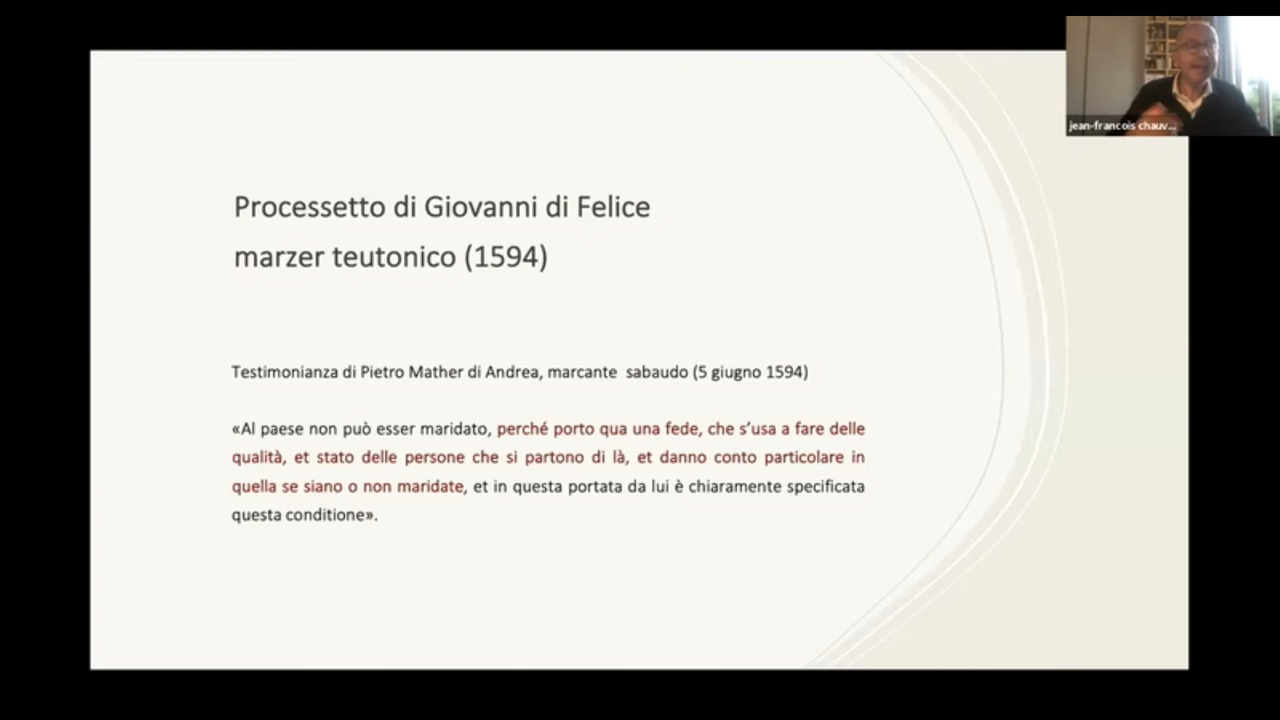 jean-francois chauv...
Processetto di Giovanni di Felice
marzer teutonico (1594)
Testimonianza di Pietro Mather di Andrea, marcante sabaudo (5 giugno 1594)
«Al paese non può esser maridato, perché porto qua una fede, che s’usa a fare delle
qualità, et stato delle persone che si partono di là, et danno conto particolare in
quella se siano o non maridate, et in questa portata da lui è chiaramente specificata
questa conditione».